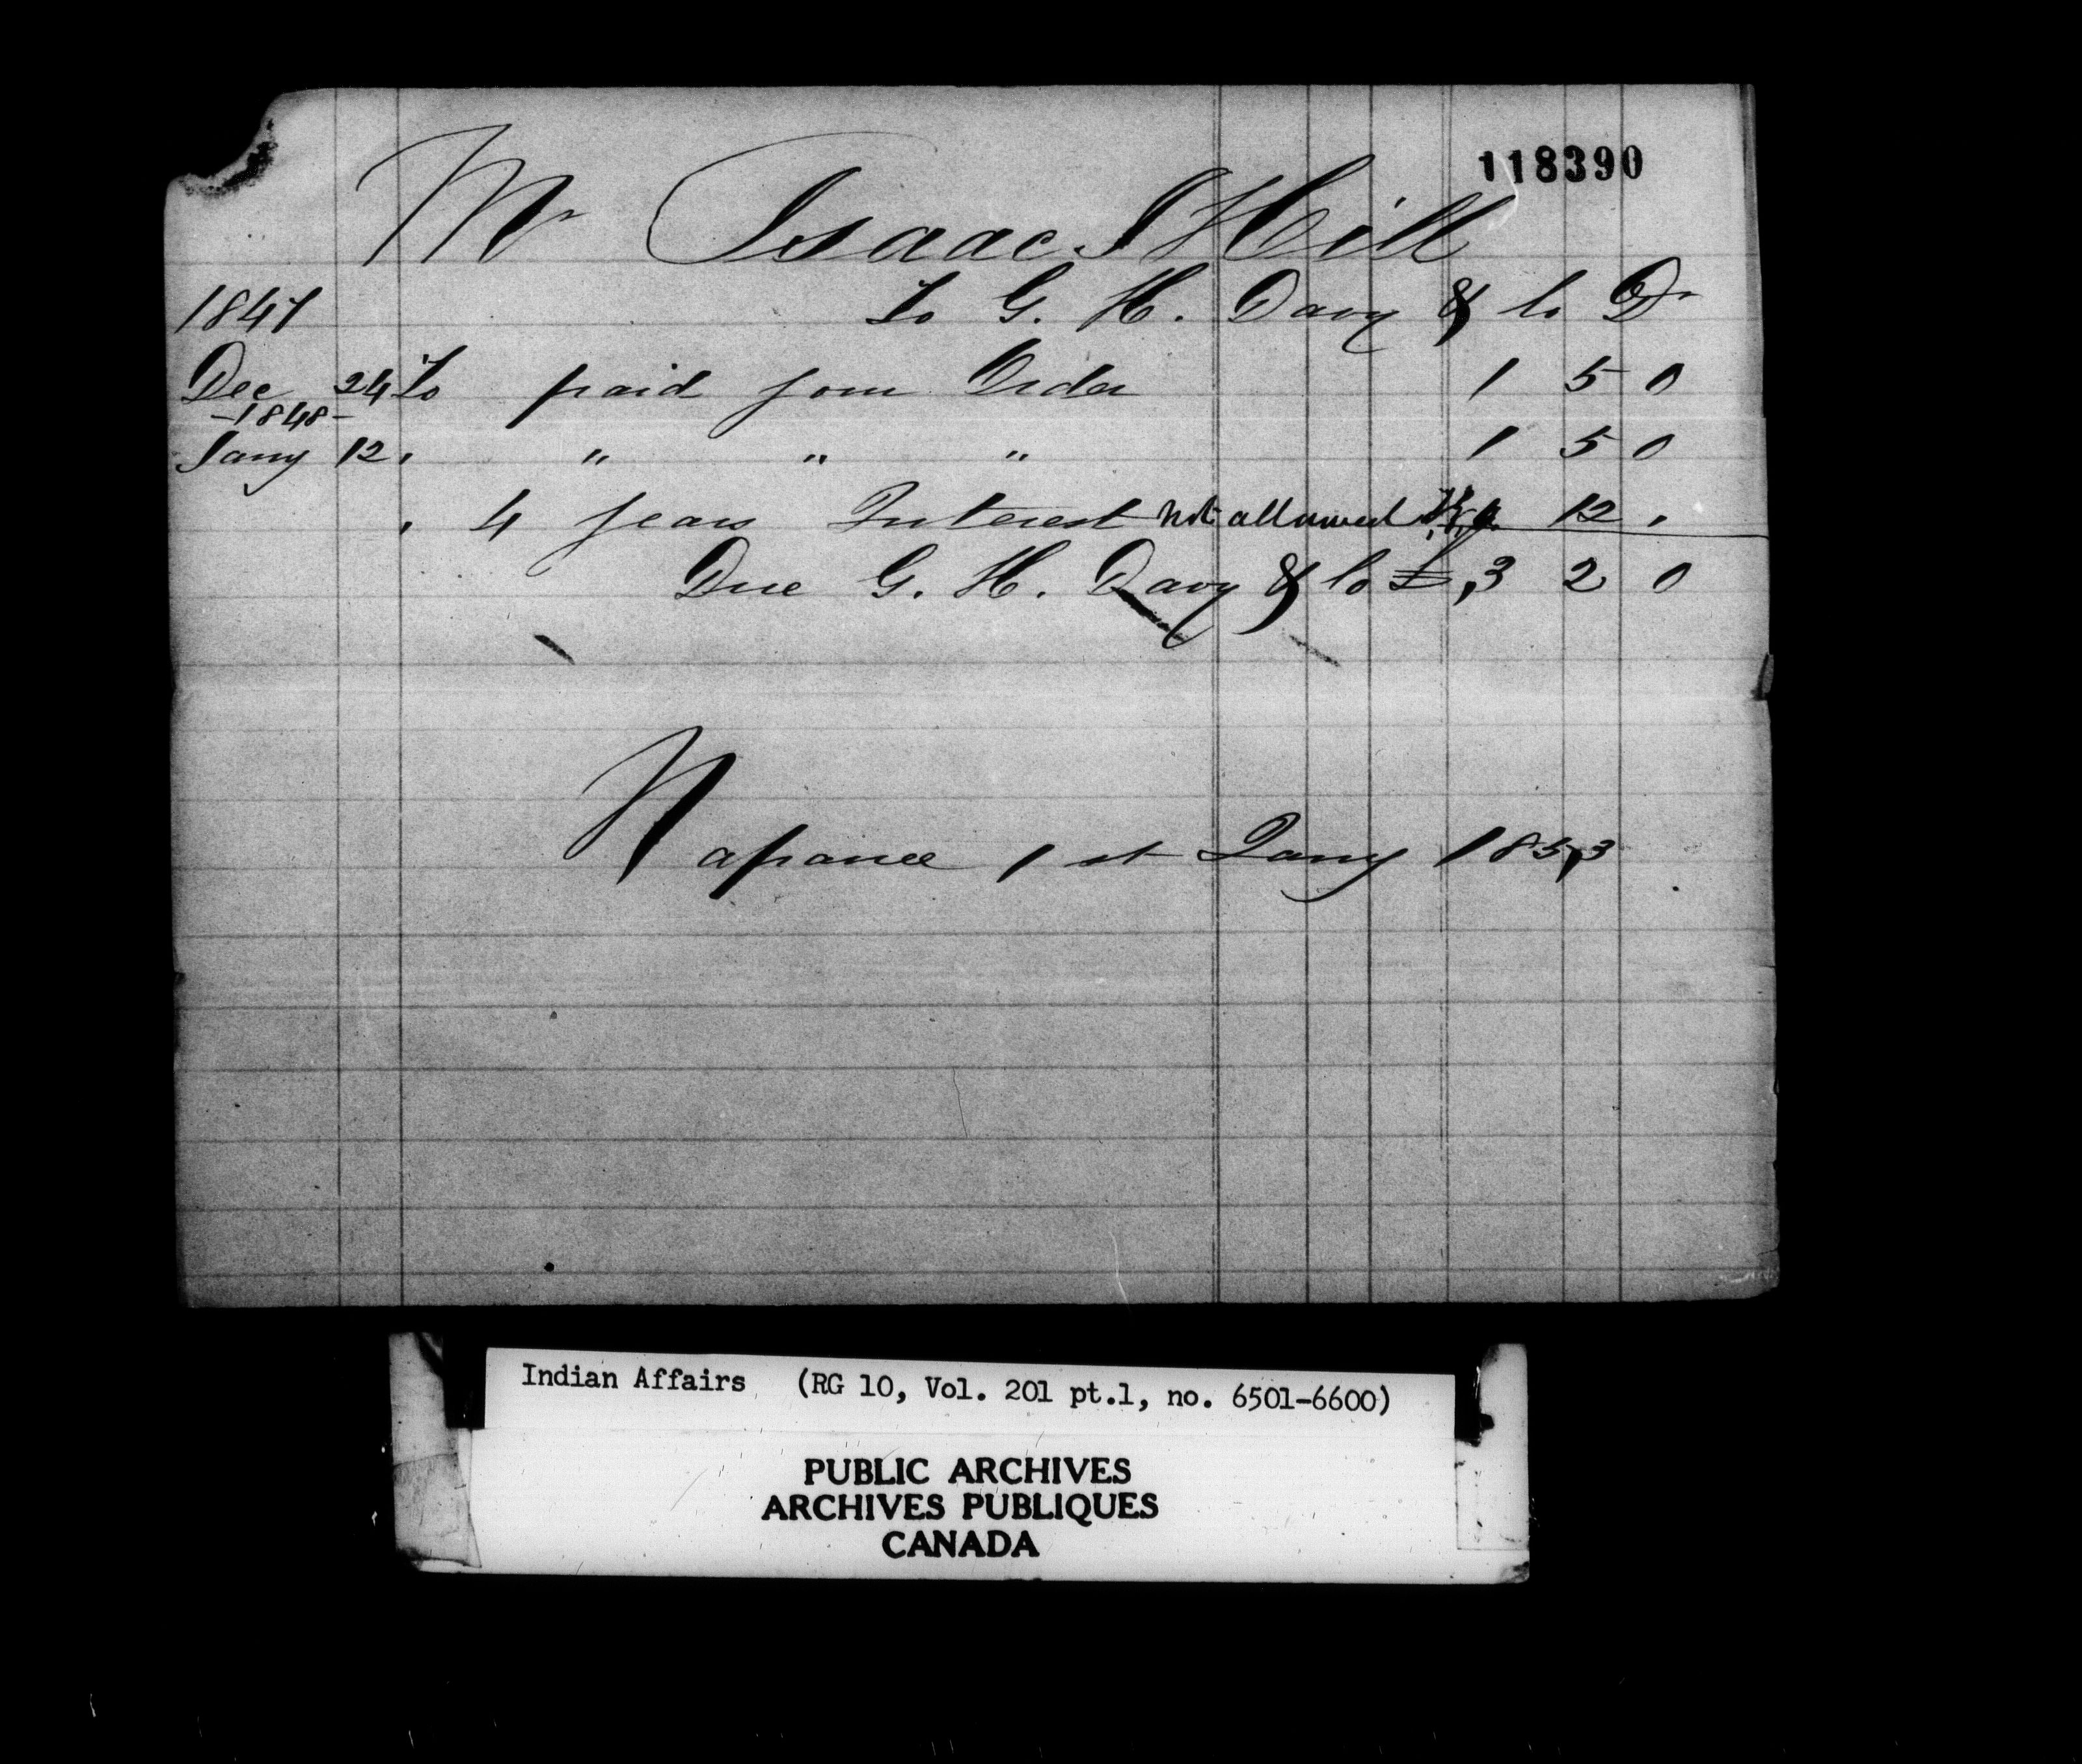 118390
Mr Isaac J Hill
1847 To G. H. Davy & Co Dr
Dec 24 To paid your Order 1 5 0
-1848-
Jany 12 " " " " 1 5 0
" 4 years Interest not allowed 12 "
Due G. H. Davy & Co £ 3 2 0
Napanee 1st Jany 1853
Indian Affairs (RG 10, Vol. 201 pt.1, no. 6501-6600)
PUBLIC ARCHIVES
ARCHIVES PUBLIQUES
CANADA